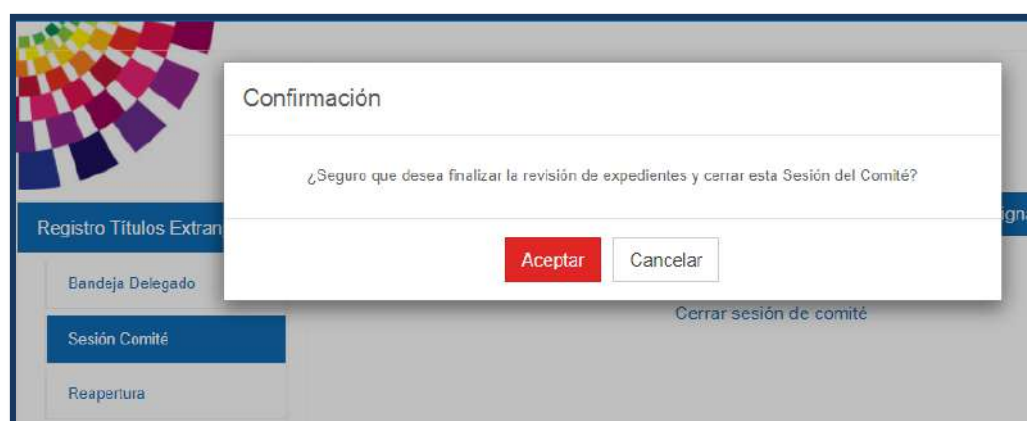 Confirmación
¿Seguro que desea finalizar la revisión de expedientes y cerrar esta Sesión del Comité?
Aceptar
Cancelar
Registro Títulos Extran
Bandeja Delegado
Sesión Comité
Reapertura
Cerrar sesión de comité